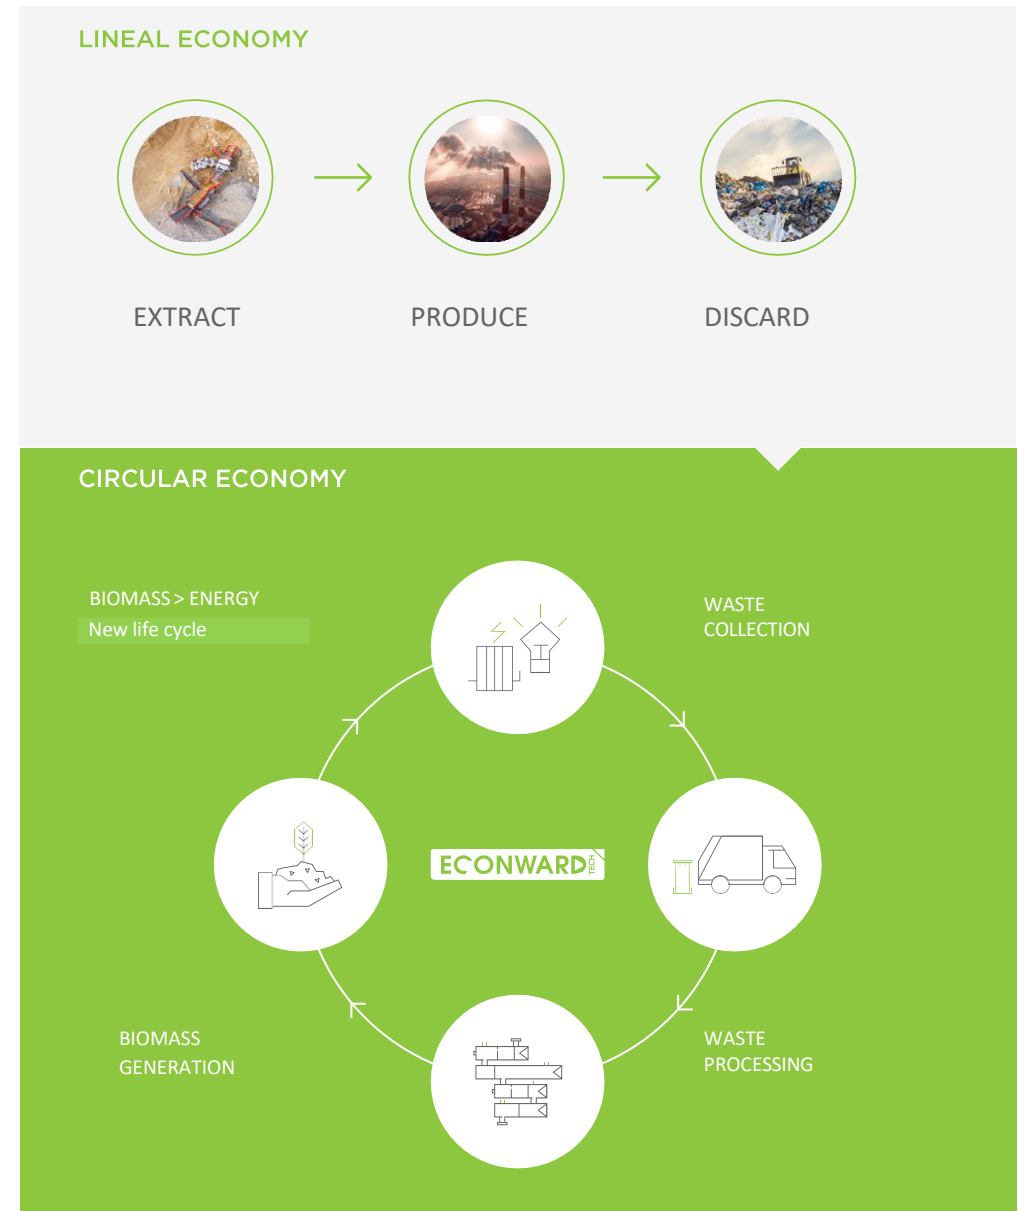 LINEAL ECONOMY
EXTRACT
PRODUCE
DISCARD
CIRCULAR ECONOMY
BIOMASS > ENERGY
New life cycle
WASTE
COLLECTION
ECONWARD TECH
BIOMASS
GENERATION
WASTE
PROCESSING